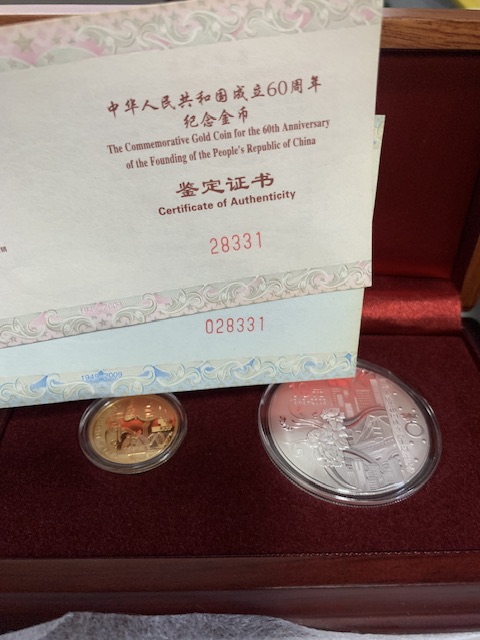 中华人民共和国成立60周年
纪念金币
The Commemorative Gold Coin for the 60th Anniversary
of the Founding of the People's Republic of China
鉴定证书
Certificate of Authenticity
28331
028331
1949-2009